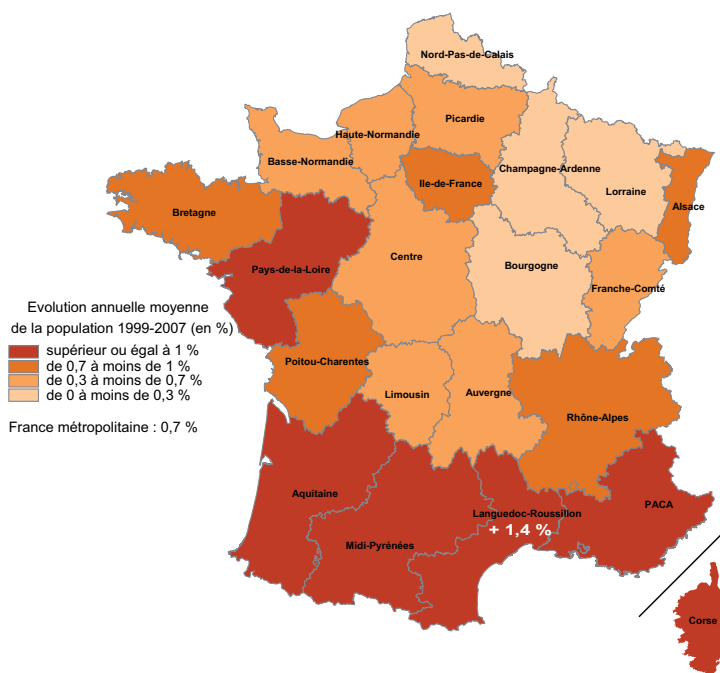 Nord-Pas-de-Calais
Picardie
Haute-Normandie
Basse-Normandie
Champagne-Ardenne
Ile-de-France
Lorraine
Alsace
Bretagne
Centre
Bourgogne
Pays-de-la-Loire
Franche-Comté
Evolution annuelle moyenne
de la population 1999-2007 (en %)
supérieur ou égal à 1 %
de 0,7 à moins de 1 %
de 0,3 à moins de 0,7 %
de 0 à moins de 0,3 %
France métropolitaine : 0,7 %
Poitou-Charentes
Limousin
Auvergne
Rhône-Alpes
Aquitaine
Languedoc-Roussillon
+ 1,4 %
PACA
Midi-Pyrénées
Corse